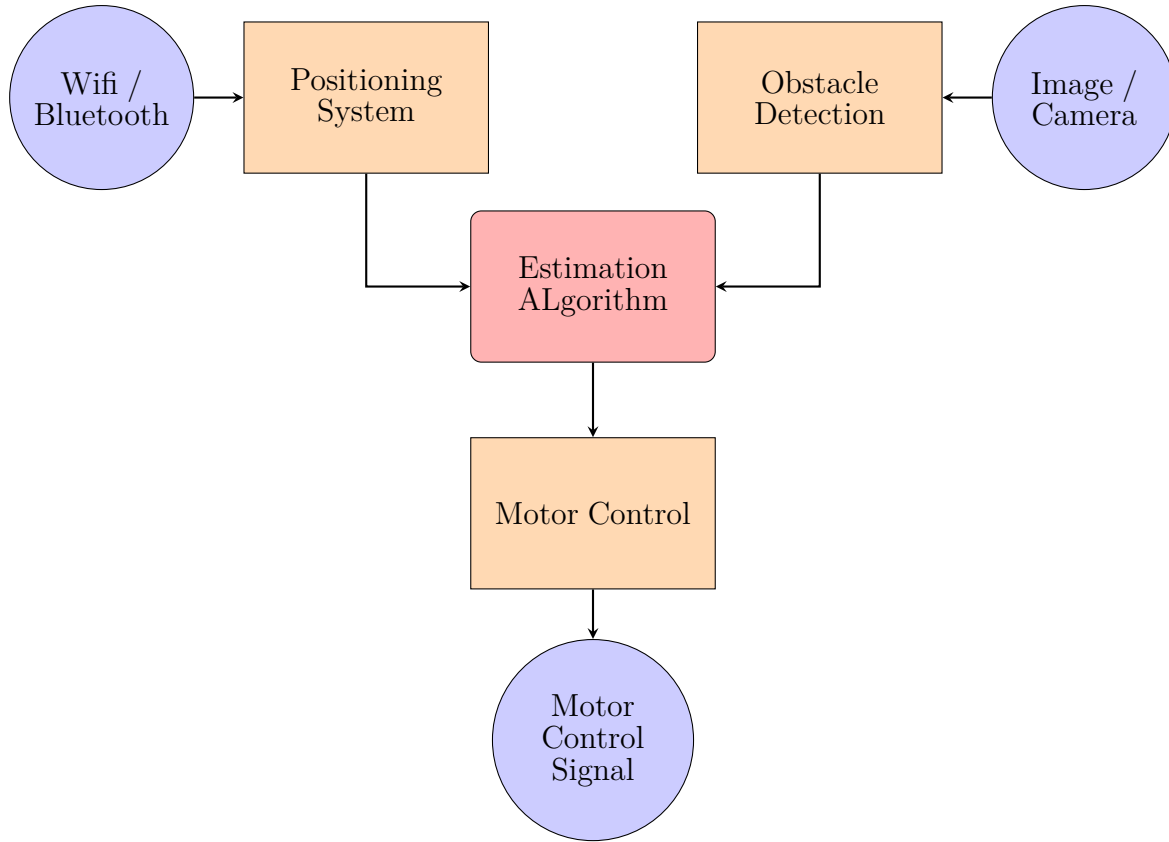 Wifi /
Bluetooth
Positioning
System
Obstacle
Detection
Image /
Camera
Estimation
ALgorithm
Motor Control
Motor
Control
Signal